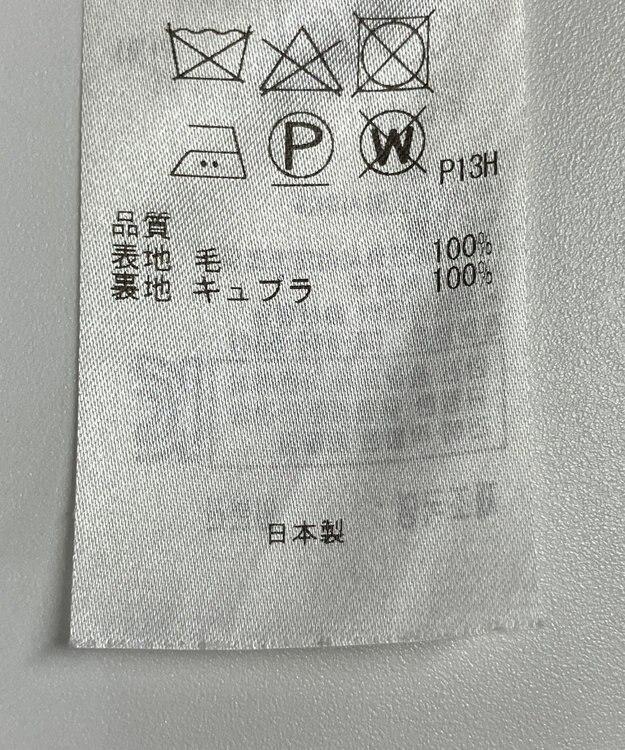 P W P13H
品質
表地 毛 100%
裏地 キュプラ 100%
日本製